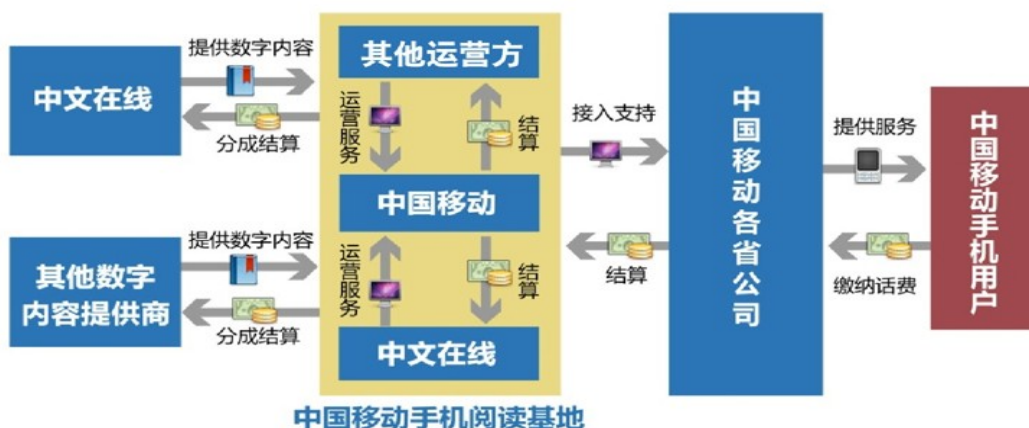 提供数字内容
中文在线
分成结算
提供数字内容
其他数字
内容提供商
分成结算
其他运营方
运营服务
结算
中国移动
运营服务
结算
中文在线
中国移动手机阅读基地
接入支持
结算
中国移动各省公司
提供服务
缴纳话费
中国移动手机用户